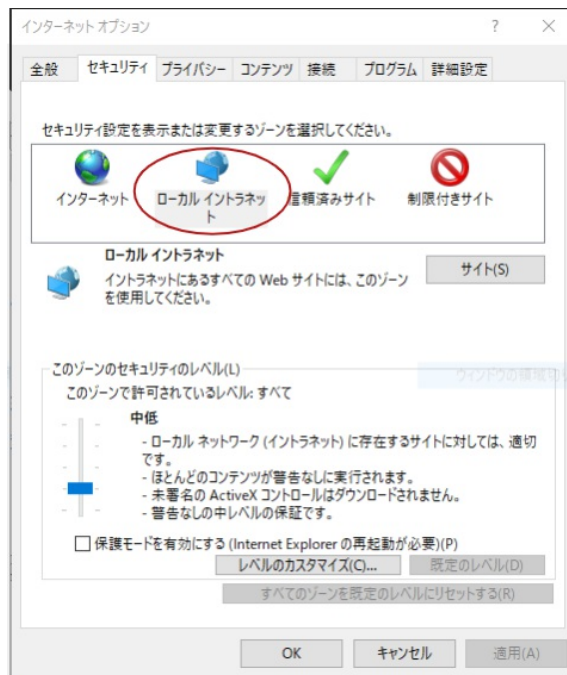 インターネット オプション
全般 セキュリティ プライバシー コンテンツ 接続 プログラム 詳細設定
セキュリティ設定を表示または変更するゾーンを選択してください。
インターネット
ローカル イントラネッ
ト
信頼済みサイト
制限付きサイト
ローカル イントラネット
イントラネットにあるすべての Web サイトには、このゾーン
を使用してください。
サイト(S)
このゾーンのセキュリティのレベル(L)
ウィンドウの領域切り
このゾーンで許可されているレベル: すべて
中低
- ローカル ネットワーク (イントラネット) に存在するサイトに対しては、適切
です。
- ほとんどのコンテンツが警告なしに実行されます。
- 未署名の ActiveX コントロールはダウンロードされません。
- 警告なしの中レベルの保証です。
保護モードを有効にする (Internet Explorer の再起動が必要)(P)
レベルのカスタマイズ(C)... 既定のレベル(D)
すべてのゾーンを既定のレベルにリセットする(R)
OK キャンセル 適用(A)